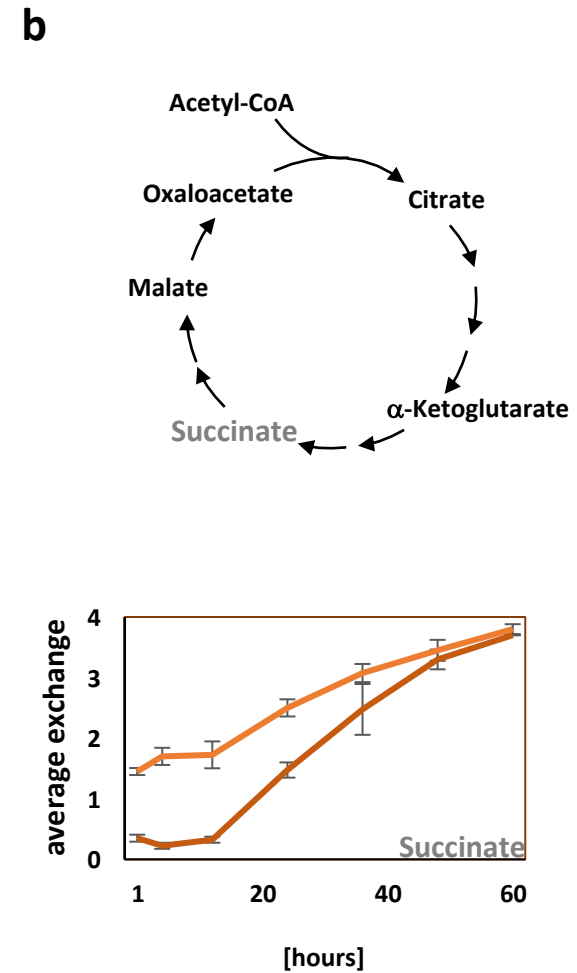 b
Acetyl-CoA
Oxaloacetate
Citrate
Malate
α-Ketoglutarate
Succinate
average exchange
4
3
2
1
0
Succinate
1 20 40 60
[hours]